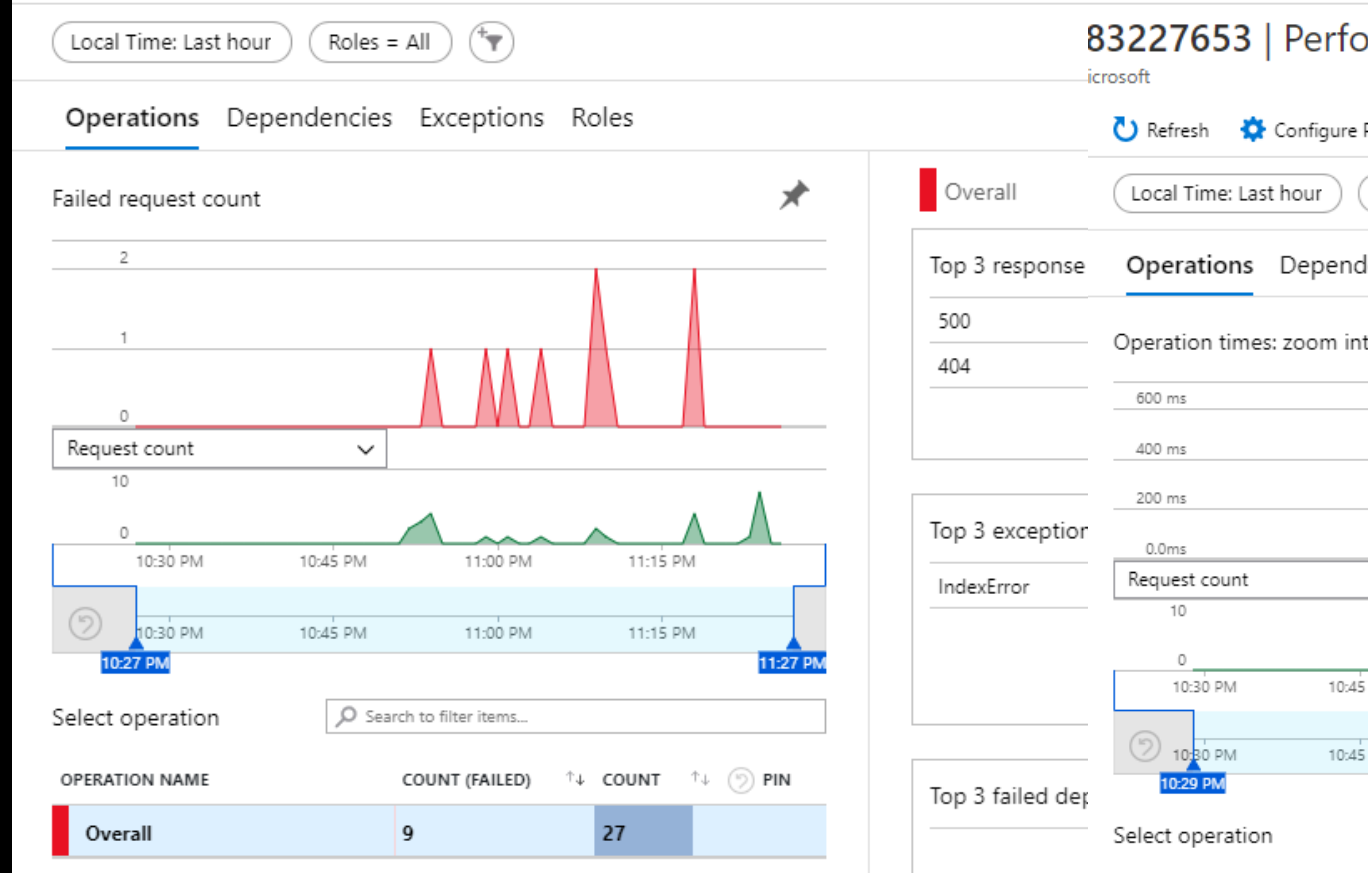 Local Time: Last hour
Roles = All
Operations Dependencies Exceptions Roles
Failed request count
2
1
0
Request count
10
0
10:30 PM 10:45 PM 11:00 PM 11:15 PM
10:30 PM 10:45 PM 11:00 PM 11:15 PM
10:27 PM 11:27 PM
Select operation
Search to filter items...
OPERATION NAME COUNT (FAILED) COUNT PIN
Overall 9 27
Overall
Top 3 response
500
404
Top 3 exception
IndexError
Top 3 failed dep
83227653 | Perfo
icrosoft
Refresh Configure P
Local Time: Last hour
Operations Depend
Operation times: zoom int
600 ms
400 ms
200 ms
0.0ms
Request count
10
0
10:30 PM 10:45
10:30 PM 10:45
10:29 PM
Select operation